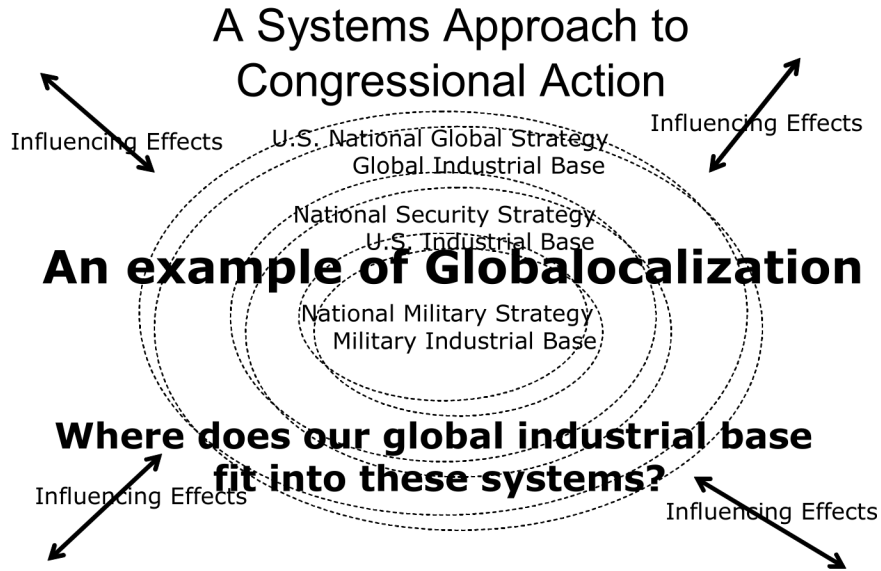 A Systems Approach to
Congressional Action
Influencing Effects
Influencing Effects
U.S. National Global Strategy
Global Industrial Base
National Security Strategy
U.S. Industrial Base
An example of Globalocalization
National Military Strategy
Military Industrial Base
Where does our global industrial base
fit into these systems?
Influencing Effects
Influencing Effects